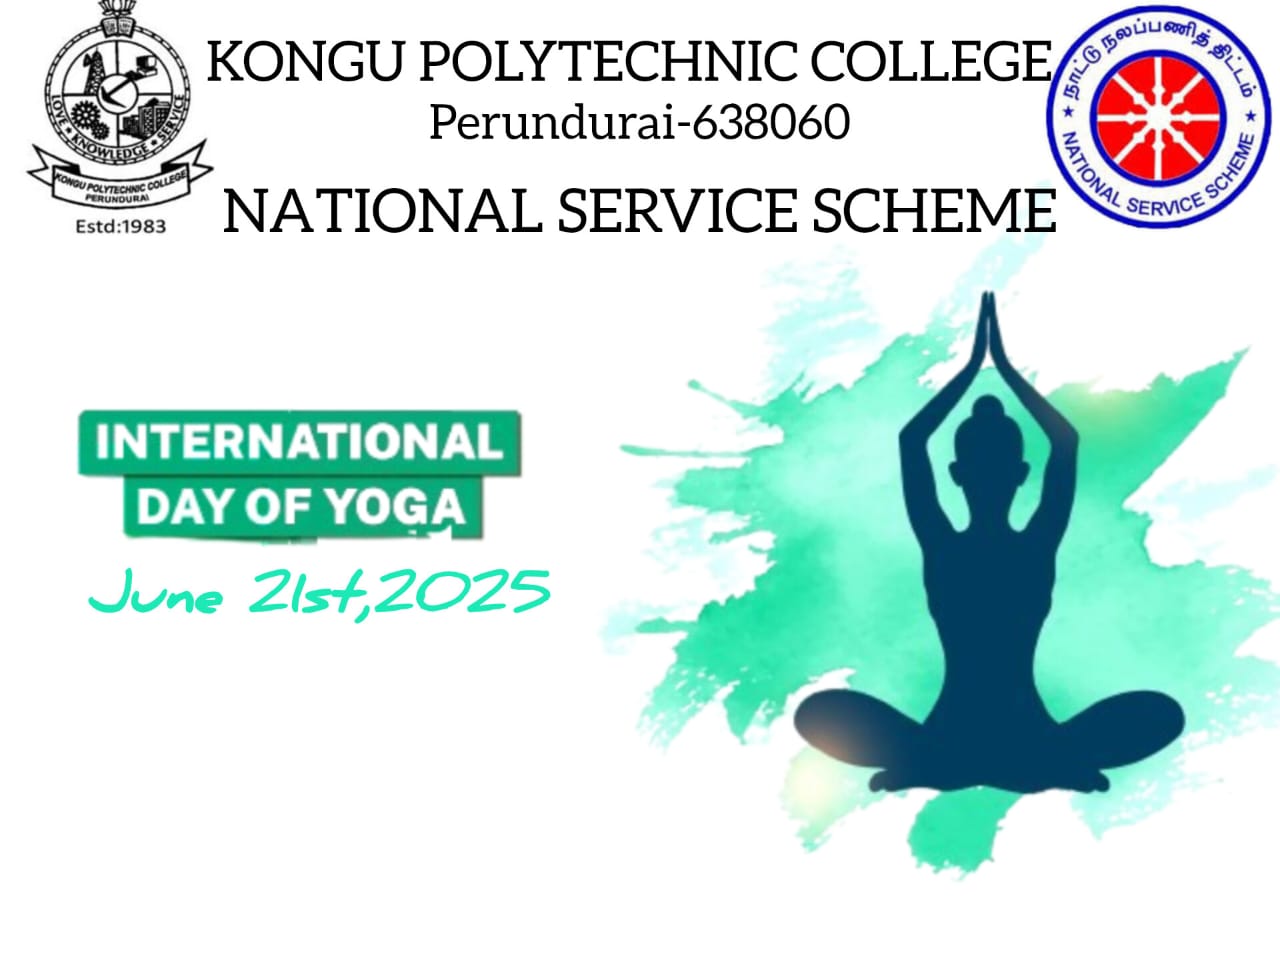 KONGU POLYTECHNIC COLLEGE
Perundurai-638060
NATIONAL SERVICE SCHEME
LOVE ★ KNOWLEDGE ★ SERVICE
KONGU POLYTECHNIC COLLEGE
PERUNDURAI
Estd:1983
நாட்டு நலப்பணித் திட்டம்
★ NATIONAL SERVICE SCHEME ★
INTERNATIONAL
DAY OF YOGA
June 21st,2025